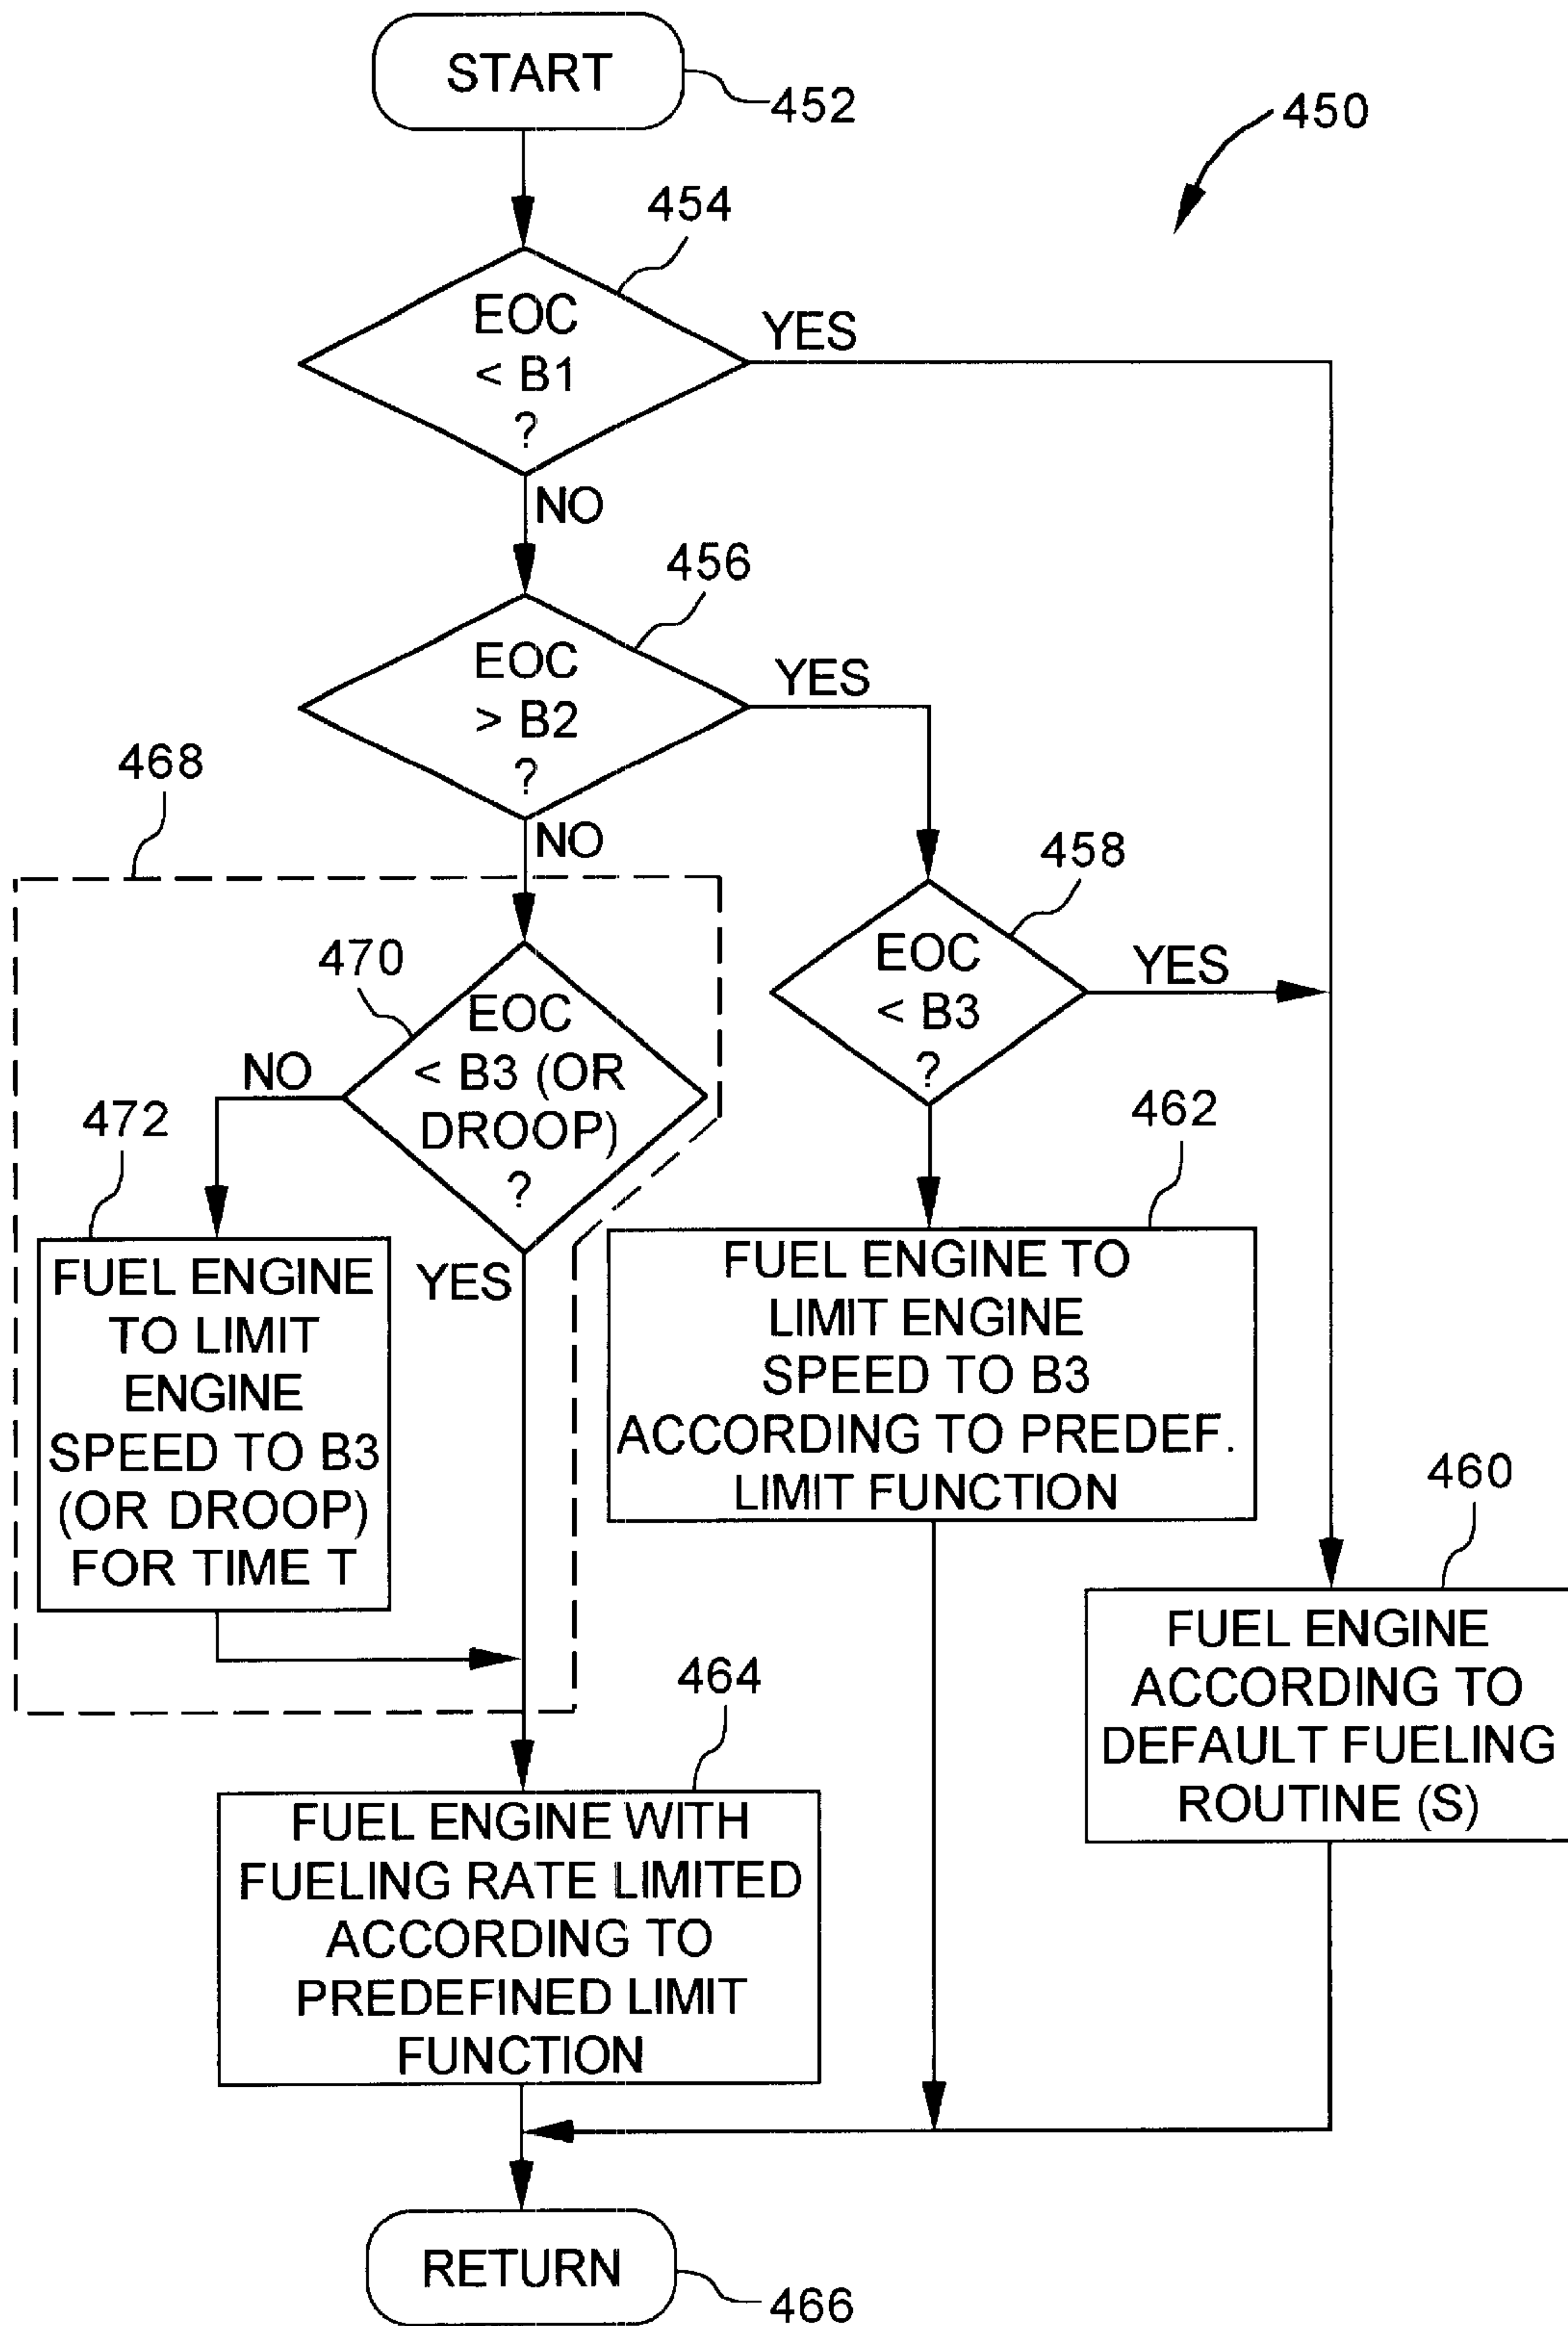 START
452
450
454
EOC
< B1
?
YES
NO
456
EOC
> B2
?
YES
NO
468
458
EOC
< B3
?
YES
470
EOC
< B3 (OR
DROOP)
?
NO
YES
472
FUEL ENGINE
TO LIMIT
ENGINE
SPEED TO B3
(OR DROOP)
FOR TIME T
462
FUEL ENGINE TO
LIMIT ENGINE
SPEED TO B3
ACCORDING TO PREDEF.
LIMIT FUNCTION
460
FUEL ENGINE
ACCORDING TO
DEFAULT FUELING
ROUTINE (S)
464
FUEL ENGINE WITH
FUELING RATE LIMITED
ACCORDING TO
PREDEFINED LIMIT
FUNCTION
RETURN
466